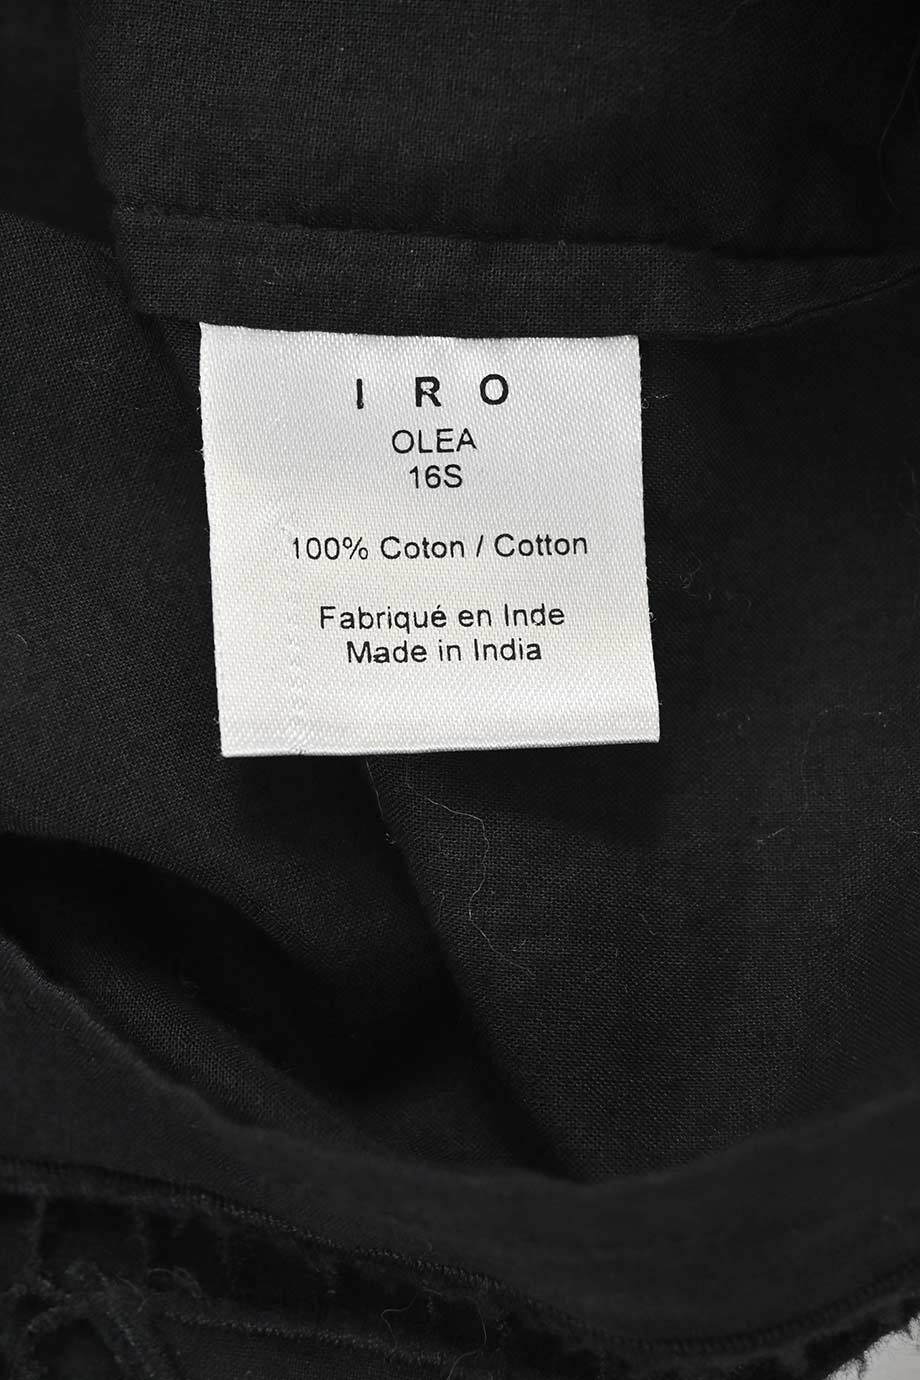 I R O
OLEA
16S
100% Coton / Cotton
Fabriqué en Inde
Made in India